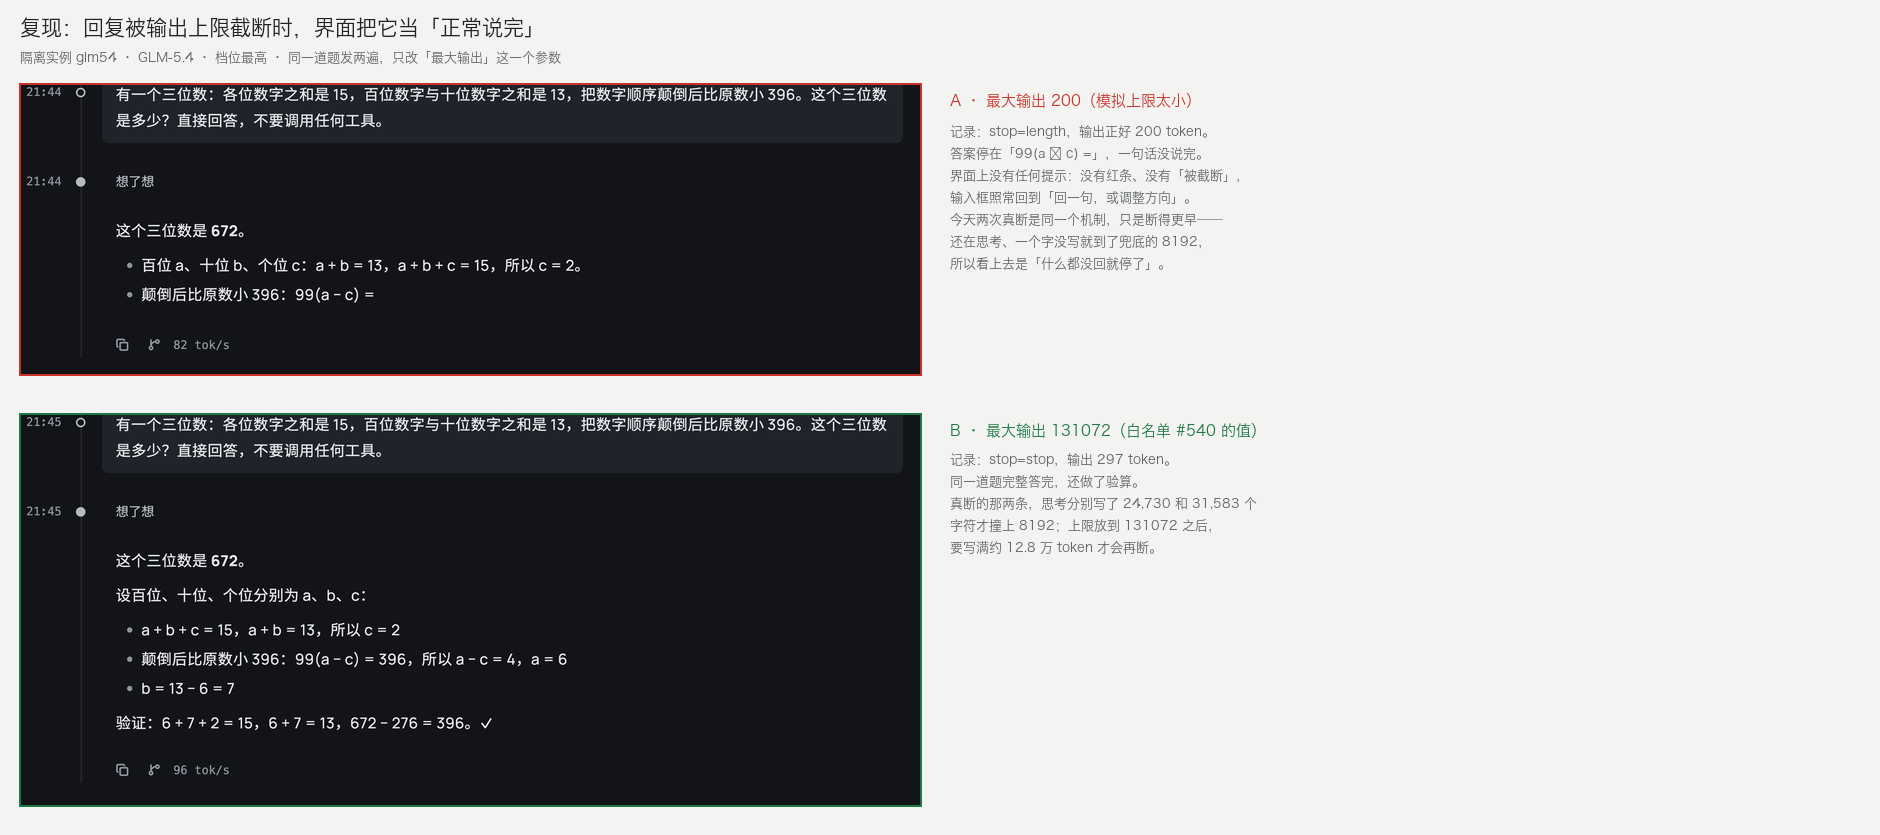 复现：回复被输出上限截断时，界面把它当「正常说完」
隔离实例 glm54 · GLM-5.4 · 档位最高 · 同一道题发两遍，只改「最大输出」这一个参数
21:44
有一个三位数：各位数字之和是 15，百位数字与十位数字之和是 13，把数字顺序颠倒后比原数小 396。这个三位数
是多少？直接回答，不要调用任何工具。
21:44
想了想
这个三位数是 672。
• 百位 a、十位 b、个位 c：a + b = 13，a + b + c = 15，所以 c = 2。
• 颠倒后比原数小 396：99(a − c) =
82 tok/s
A · 最大输出 200（模拟上限太小）
记录：stop=length，输出正好 200 token。
答案停在「99(a □ c) =」，一句话没说完。
界面上没有任何提示：没有红条、没有「被截断」，
输入框照常回到「回一句，或调整方向」。
今天两次真断是同一个机制，只是断得更早——
还在思考、一个字没写就到了兜底的 8192，
所以看上去是「什么都没回就停了」。
21:45
有一个三位数：各位数字之和是 15，百位数字与十位数字之和是 13，把数字顺序颠倒后比原数小 396。这个三位数
是多少？直接回答，不要调用任何工具。
21:45
想了想
这个三位数是 672。
设百位、十位、个位分别为 a、b、c：
• a + b + c = 15，a + b = 13，所以 c = 2
• 颠倒后比原数小 396：99(a − c) = 396，所以 a − c = 4，a = 6
• b = 13 − 6 = 7
验证：6 + 7 + 2 = 15，6 + 7 = 13，672 − 276 = 396。✓
96 tok/s
B · 最大输出 131072（白名单 #540 的值）
记录：stop=stop，输出 297 token。
同一道题完整答完，还做了验算。
真断的那两条，思考分别写了 24,730 和 31,583 个
字符才撞上 8192；上限放到 131072 之后，
要写满约 12.8 万 token 才会再断。